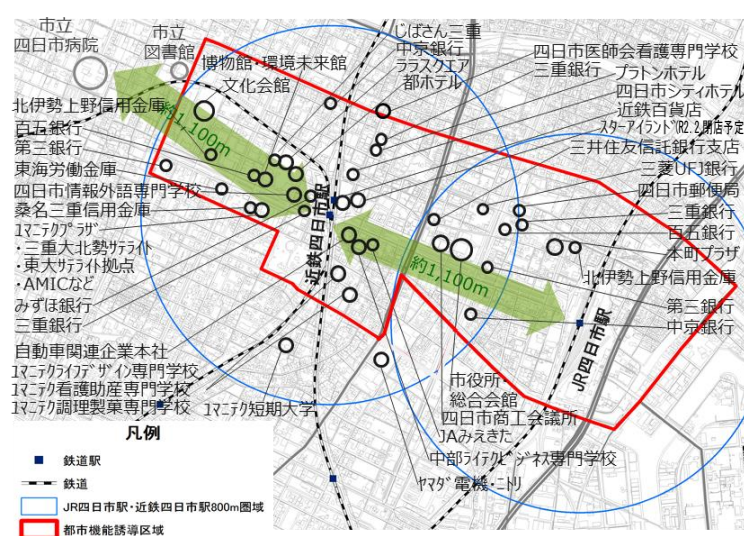 市立
四日市病院
市立
図書館
博物館・環境未来館
文化会館
じばさん三重
中京銀行
ララスクエア
都ホテル
四日市医師会看護専門学校
三重銀行
プラトンホテル
四日市シティホテル
近鉄百貨店
スターアイランド(R2.2閉店予定
三井住友信託銀行支店
三菱UFJ銀行
四日市郵便局
三重銀行
百五銀行
本町プラザ
北伊勢上野信用金庫
第三銀行
中京銀行
北伊勢上野信用金庫
百五銀行
第三銀行
東海労働金庫
四日市情報外語専門学校
桑名三重信用金庫
ユマニテクプラザ
・三重大北勢サテライト
・東大サテライト拠点
・AMICなど
みずほ銀行
三重銀行
自動車関連企業本社
ユマニテクライフデザイン専門学校
ユマニテク看護助産専門学校
ユマニテク調理製菓専門学校
ユマニテク短期大学
約1,100m
約1,100m
近鉄四日市駅
JR四日市駅
市役所・
総合会館
四日市商工会議所
JAみえきた
中部ライテクビジネス専門学校
ヤマダ電機・ニトリ
凡例
鉄道駅
鉄道
JR四日市駅・近鉄四日市駅800m圏域
都市機能誘導区域